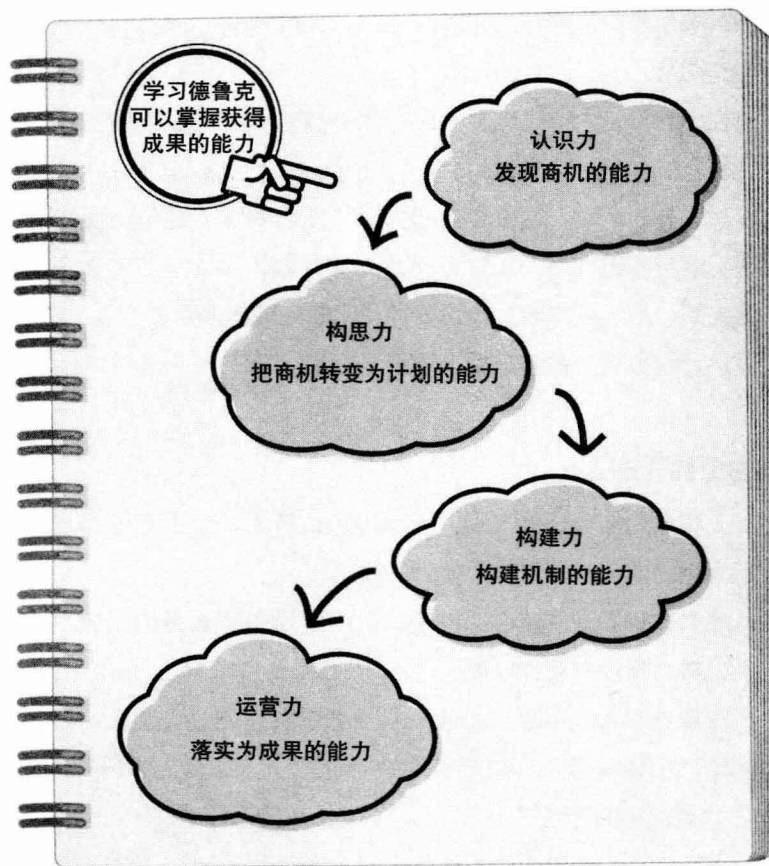 学习德鲁克
可以掌握获得
成果的能力
认识力
发现商机的能力
构思力
把商机转变为计划的能力
构建力
构建机制的能力
运营力
落实为成果的能力